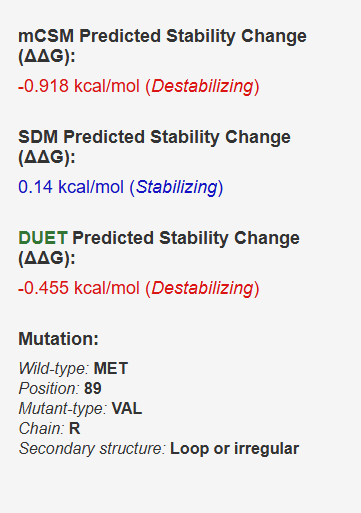 mCSM Predicted Stability Change
(ΔΔG):
-0.918 kcal/mol (Destabilizing)
SDM Predicted Stability Change
(ΔΔG):
0.14 kcal/mol (Stabilizing)
DUET Predicted Stability Change
(ΔΔG):
-0.455 kcal/mol (Destabilizing)
Mutation:
Wild-type: MET
Position: 89
Mutant-type: VAL
Chain: R
Secondary structure: Loop or irregular